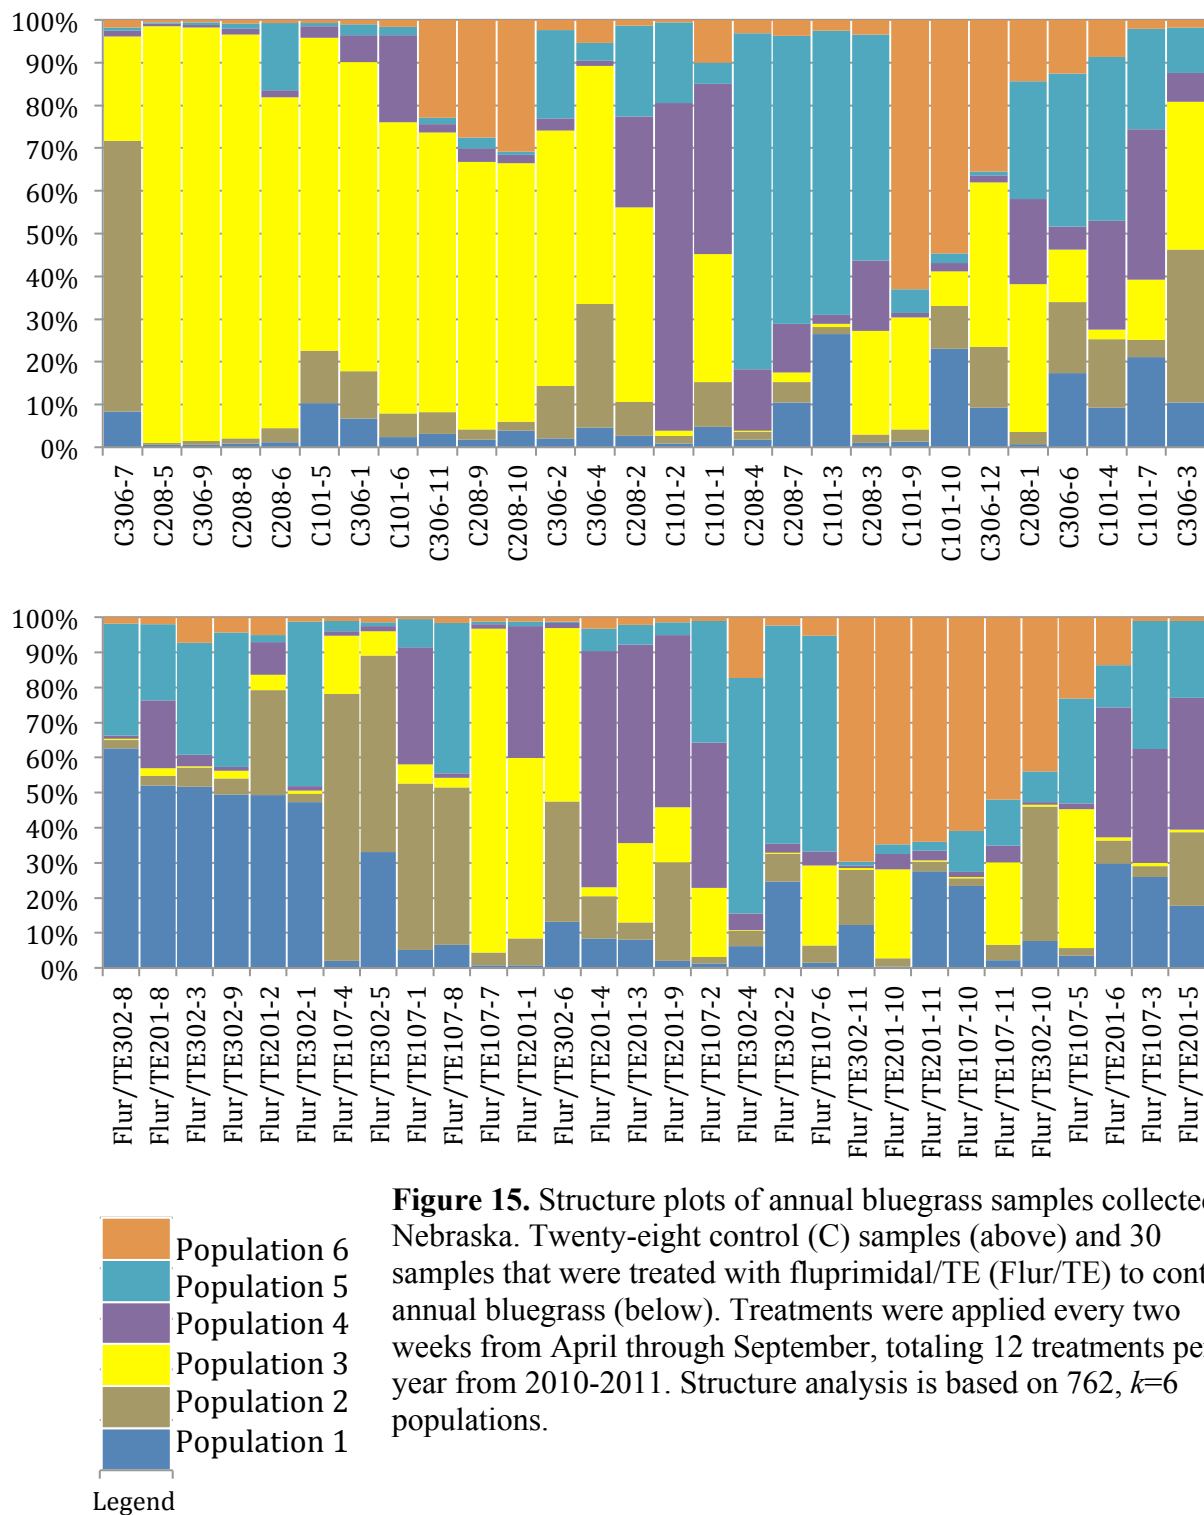 100%
90%
80%
70%
60%
50%
40%
30%
20%
10%
0%
C306-7
C208-5
C306-9
C208-8
C208-6
C101-5
C306-1
C101-6
C306-11
C208-9
C208-10
C306-2
C306-4
C208-2
C101-2
C101-1
C208-4
C208-7
C101-3
C208-3
C101-9
C101-10
C306-12
C208-1
C306-6
C101-4
C101-7
C306-3
100%
90%
80%
70%
60%
50%
40%
30%
20%
10%
0%
Flur/TE302-8
Flur/TE201-8
Flur/TE302-3
Flur/TE302-9
Flur/TE201-2
Flur/TE302-1
Flur/TE107-4
Flur/TE302-5
Flur/TE107-1
Flur/TE107-8
Flur/TE107-7
Flur/TE201-1
Flur/TE302-6
Flur/TE201-4
Flur/TE201-3
Flur/TE201-9
Flur/TE107-2
Flur/TE302-4
Flur/TE302-2
Flur/TE107-6
Flur/TE302-11
Flur/TE201-10
Flur/TE201-11
Flur/TE107-10
Flur/TE107-11
Flur/TE302-10
Flur/TE107-5
Flur/TE201-6
Flur/TE107-3
Flur/TE201-5
Population 6
Population 5
Population 4
Population 3
Population 2
Population 1
Legend
Figure 15. Structure plots of annual bluegrass samples collected
Nebraska. Twenty-eight control (C) samples (above) and 30
samples that were treated with fluprimidal/TE (Flur/TE) to cont
annual bluegrass (below). Treatments were applied every two
weeks from April through September, totaling 12 treatments pe
year from 2010-2011. Structure analysis is based on 762, k=6
populations.